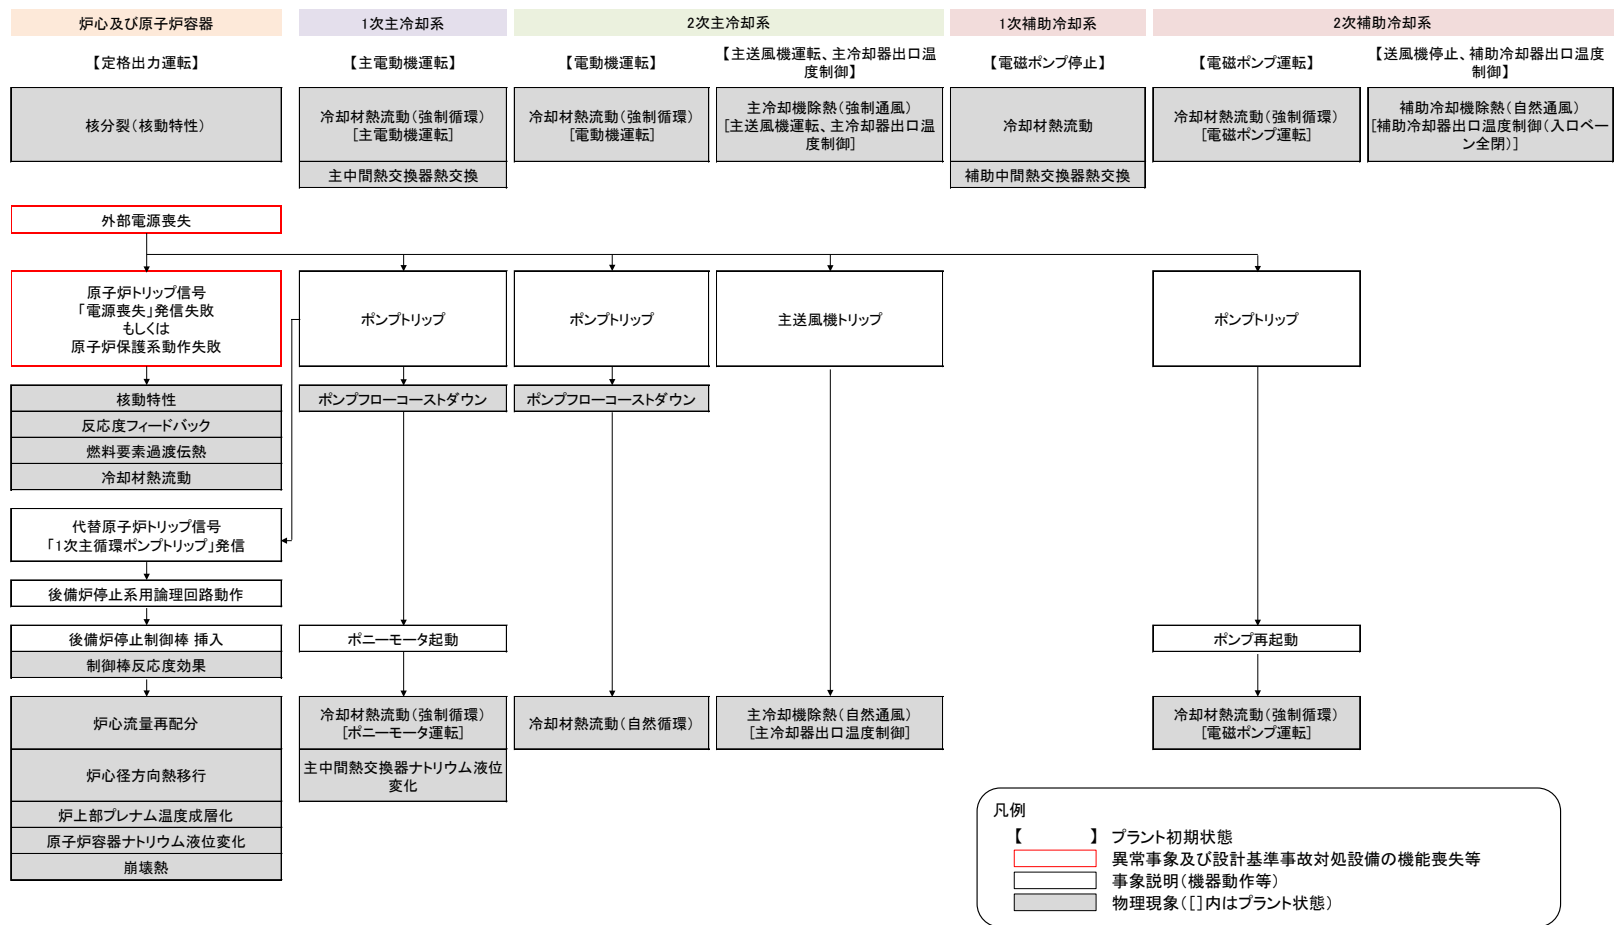 炉心及び原子炉容器
1次主冷却系
2次主冷却系
1次補助冷却系
2次補助冷却系
【定格出力運転】
【主電動機運転】
【電動機運転】
【主送風機運転、主冷却器出口温
度制御】
【電磁ポンプ停止】
【電磁ポンプ運転】
【送風機停止、補助冷却器出口温度
制御】
核分裂(核動特性)
冷却材熱流動(強制循環)
[主電動機運転]
冷却材熱流動(強制循環)
[電動機運転]
主冷却機除熱(強制通風)
[主送風機運転、主冷却器出口温
度制御]
冷却材熱流動
冷却材熱流動(強制循環)
[電磁ポンプ運転]
補助冷却機除熱(自然通風)
[補助冷却器出口温度制御(入口ベー
ン全閉)]
主中間熱交換器熱交換
補助中間熱交換器熱交換
外部電源喪失
原子炉トリップ信号
「電源喪失」発信失敗
もしくは
原子炉保護系動作失敗
ポンプトリップ
ポンプトリップ
主送風機トリップ
ポンプトリップ
核動特性
ポンプフローコーストダウン
ポンプフローコーストダウン
反応度フィードバック
燃料要素過渡伝熱
冷却材熱流動
代替原子炉トリップ信号
「1次主循環ポンプトリップ」発信
後備炉停止系用論理回路動作
後備炉停止制御棒 挿入
ポニーモータ起動
ポンプ再起動
制御棒反応度効果
炉心流量再配分
冷却材熱流動(強制循環)
[ポニーモータ運転]
冷却材熱流動(自然循環)
主冷却機除熱(自然通風)
[主冷却器出口温度制御]
冷却材熱流動(強制循環)
[電磁ポンプ運転]
炉心径方向熱移行
主中間熱交換器ナトリウム液位
変化
炉上部プレナム温度成層化
原子炉容器ナトリウム液位変化
崩壊熱
凡例
【 】 プラント初期状態
異常事象及び設計基準事故対処設備の機能喪失等
事象説明(機器動作等)
物理現象([]内はプラント状態)